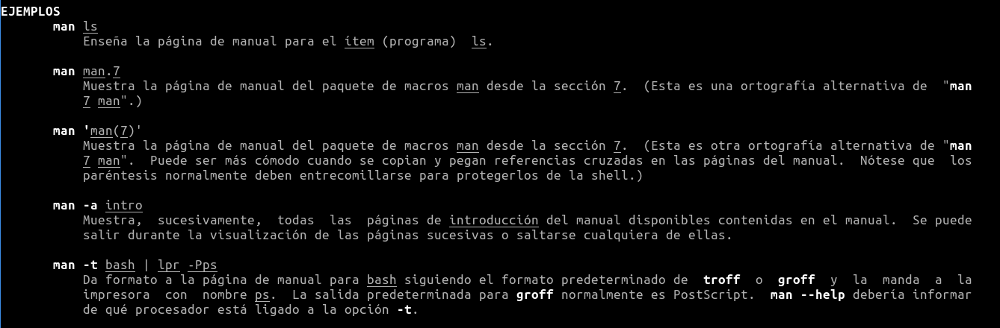 EJEMPLOS
man ls
Enseña la página de manual para el ítem (programa)  ls.
man man.7
Muestra la página de manual del paquete de macros man desde la sección 7.  (Esta es una ortografía alternativa de  "man
7 man".)
man 'man(7)'
Muestra la página de manual del paquete de macros man desde la sección 7.  (Esta es otra ortografía alternativa de "man
7 man".  Puede ser más cómodo cuando se copian y pegan referencias cruzadas en las páginas del manual.  Nótese que  los
paréntesis normalmente deben entrecomillarse para protegerlos de la shell.)
man -a intro
Muestra,  sucesivamente,  todas  las  páginas de introducción del manual disponibles contenidas en el manual.  Se puede
salir durante la visualización de las páginas sucesivas o saltarse cualquiera de ellas.
man -t bash | lpr -Pps
Da formato a la página de manual para bash siguiendo el formato predeterminado de  troff  o  groff  y  la  manda  a  la
impresora  con  nombre ps.  La salida predeterminada para groff normalmente es PostScript.  man --help debería informar
de qué procesador está ligado a la opción -t.